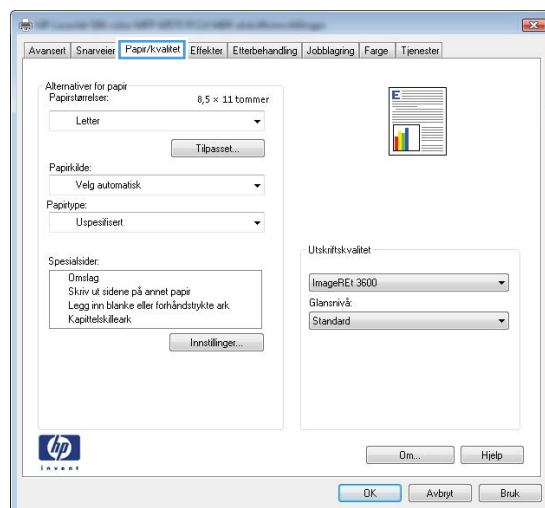 Avansert Snarveier Papir/kvalitet Effekter Etterbehandling Jobblagring Farge Tjenester
Alternativer for papir
Papirstørrelser: 8,5 × 11 tommer
Letter
Tilpasset...
Papirkilde:
Velg automatisk
Papirtype:
Uspesifisert
Spesialsider:
Omslag
Skriv ut sidene på annet papir
Legg inn blanke eller forhåndstrykte ark
Kapittelskilleark
Innstillinger...
E
Utskriftskvalitet
ImageREt 3600
Glansnivå:
Standard
hp
invent
Om... Hjelp
OK Avbryt Bruk